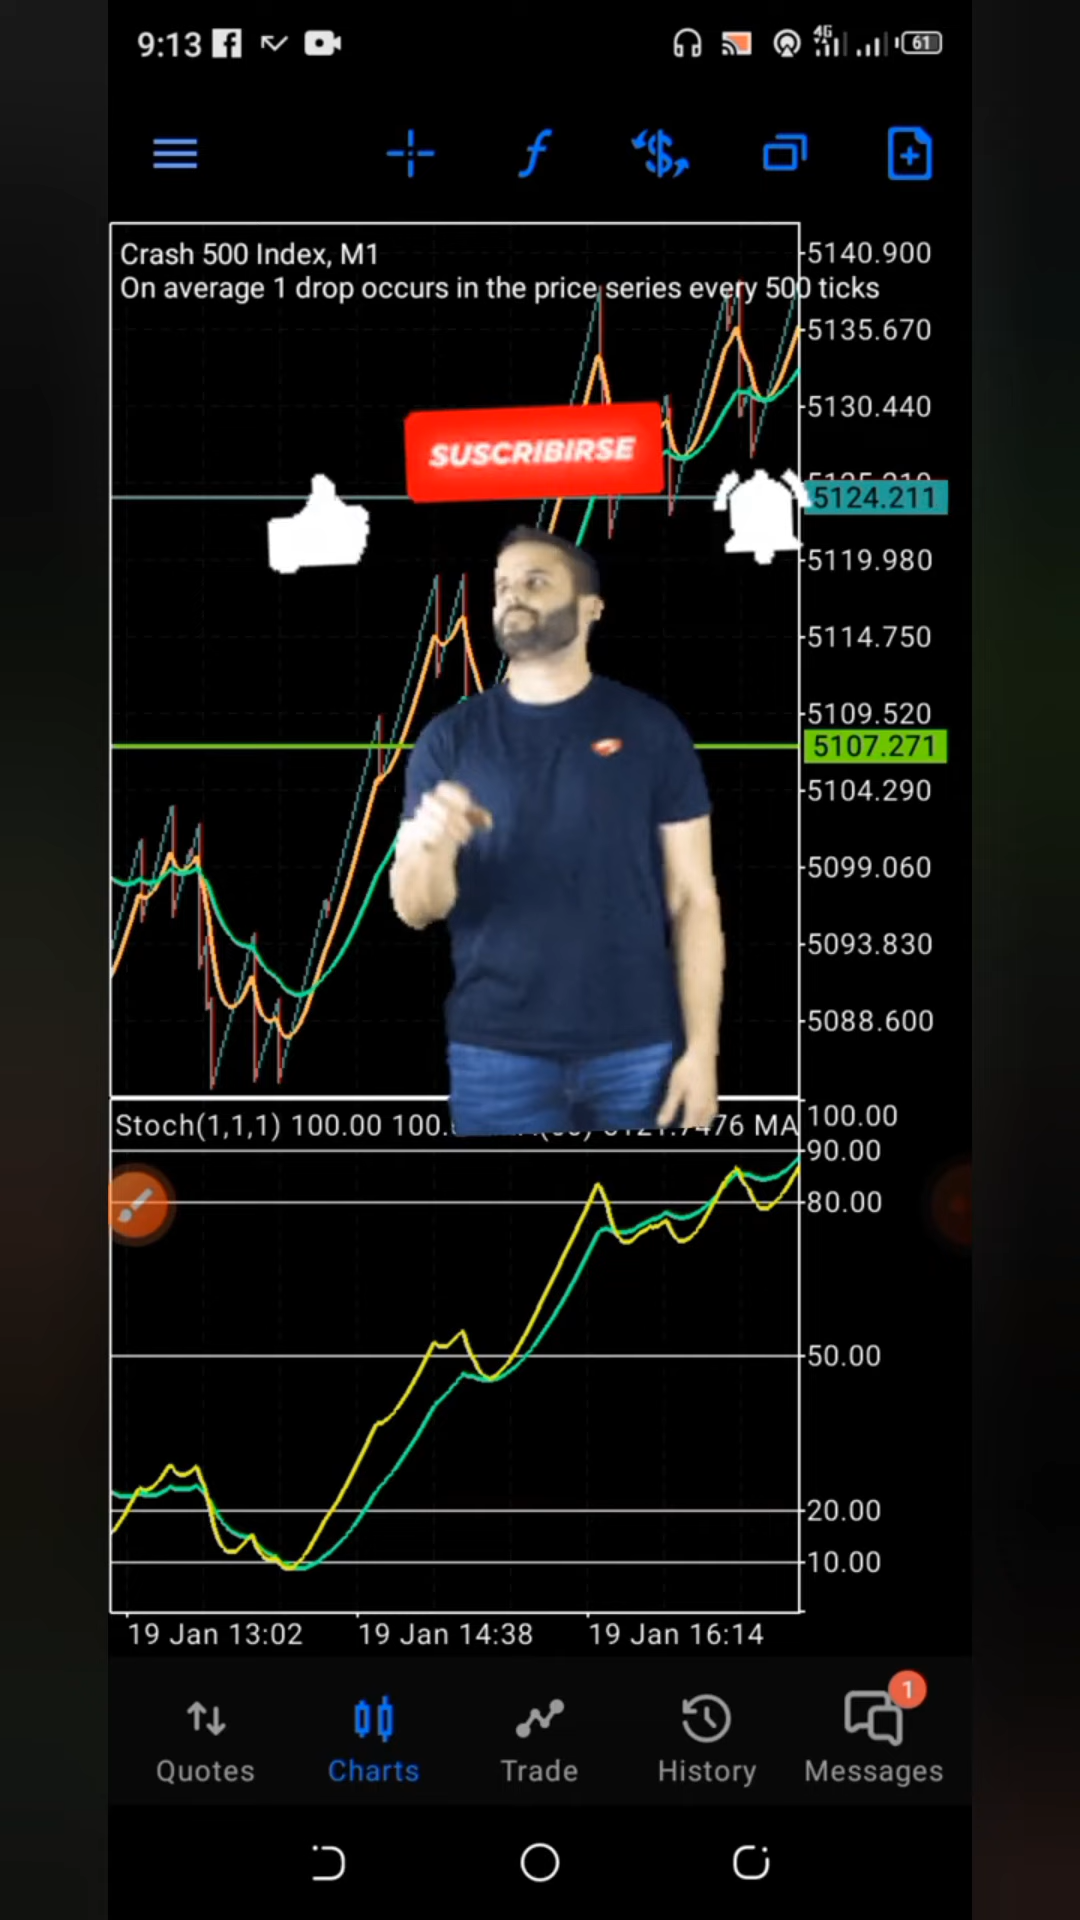 9:13
4G
61
Crash 500 Index, M1
On average 1 drop occurs in the price series every 500 ticks
5140.900
5135.670
5130.440
SUSCRIBIRSE
5124.211
5119.980
5114.750
5109.520
5107.271
5104.290
5099.060
5093.830
5088.600
Stoch(1,1,1) 100.00 100. MA
100.00
90.00
80.00
50.00
20.00
10.00
19 Jan 13:02
19 Jan 14:38
19 Jan 16:14
1
Quotes
Charts
Trade
History
Messages